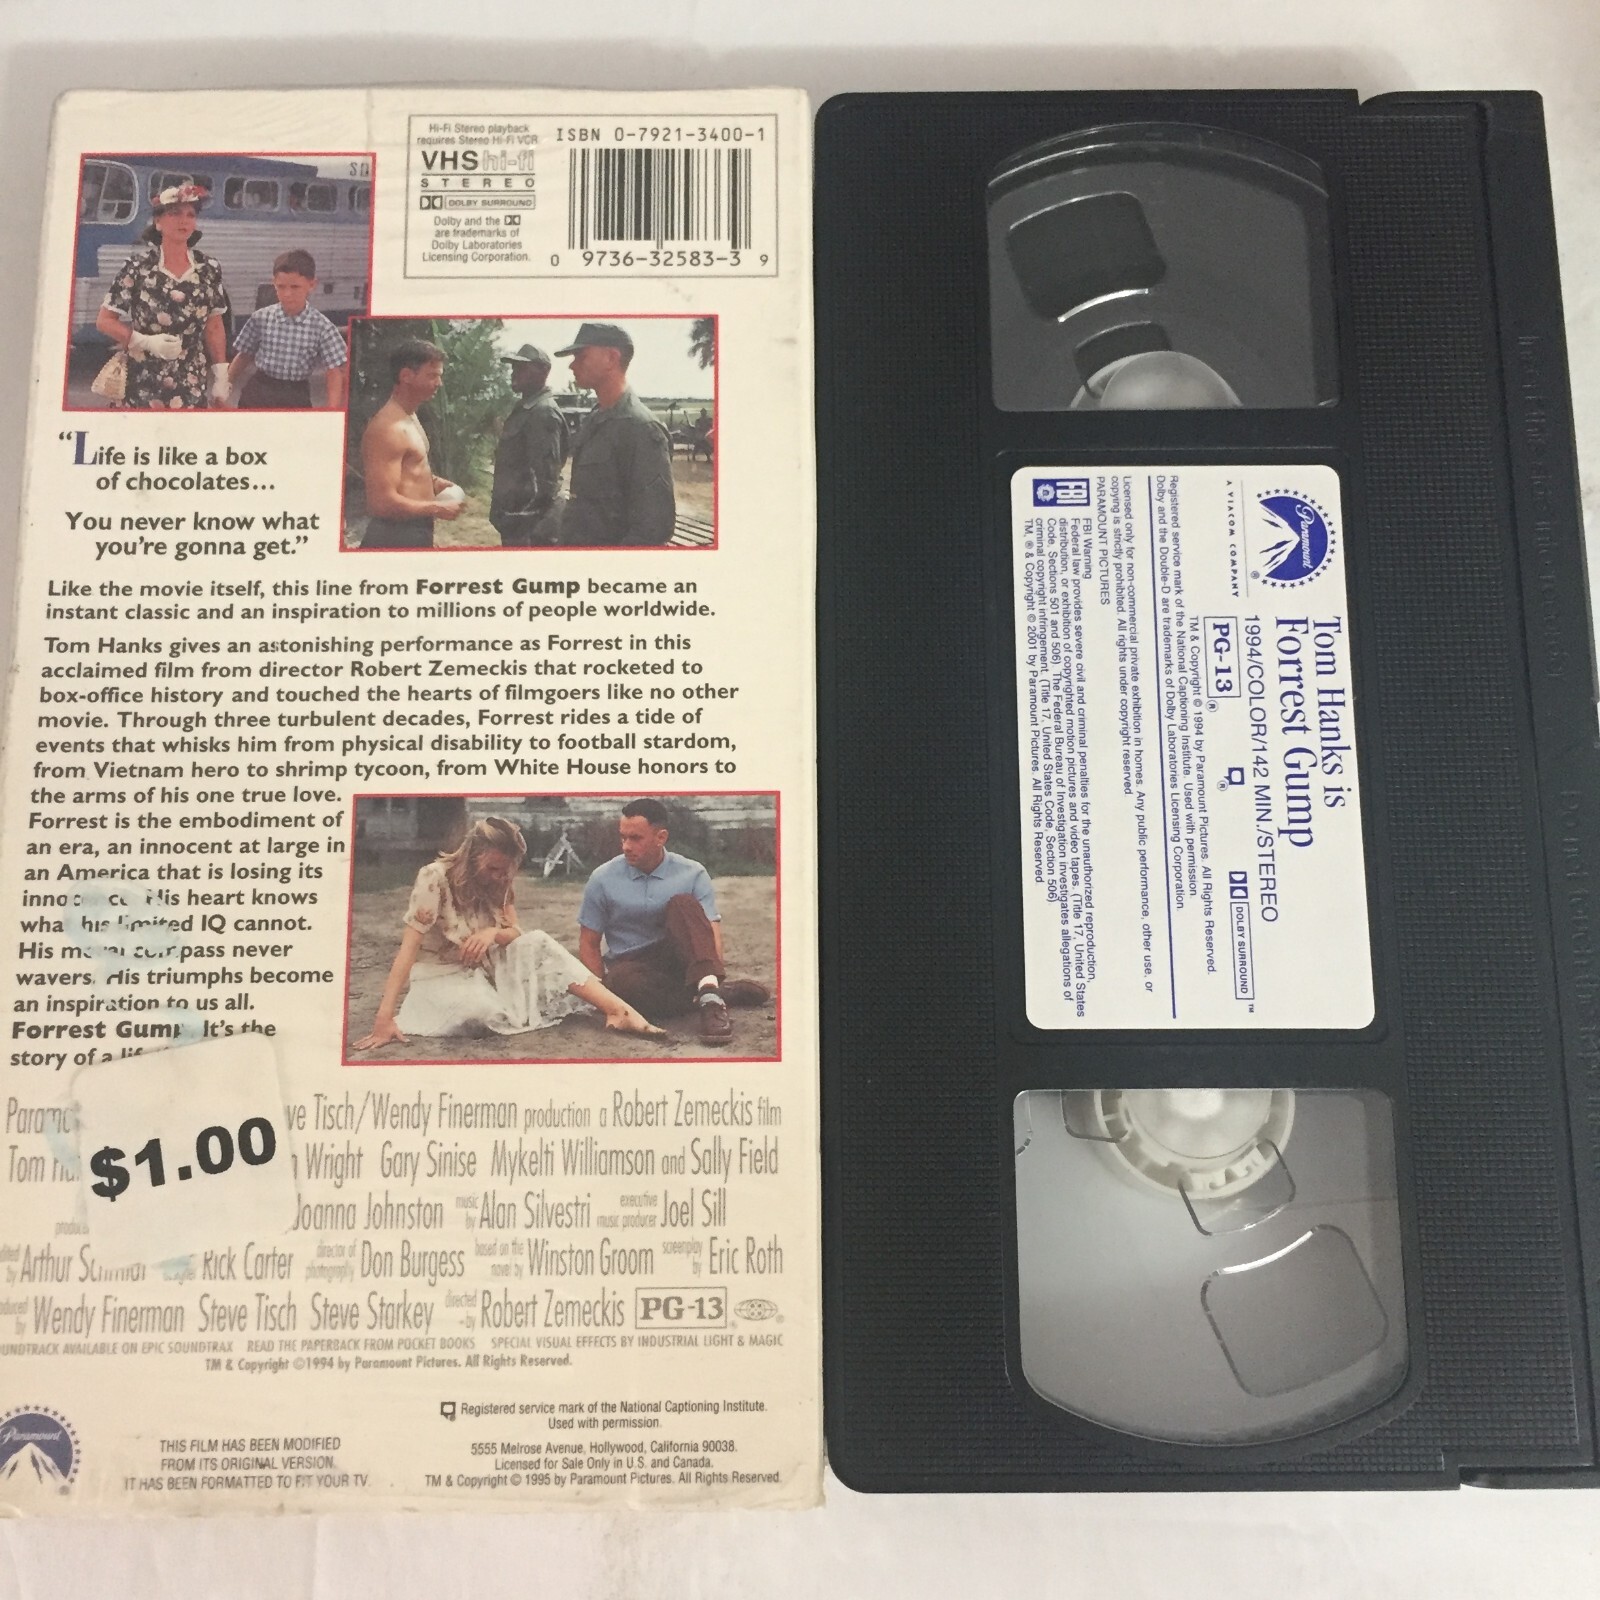 Hi-Fi Stereo playback
requires Stereo Hi-Fi VCR
VHS hi-fi
STEREO
DOLBY SURROUND
Dolby and the
are trademarks of
Dolby Laboratories
Licensing Corporation.
ISBN 0-7921-3400-1
0 9736-32583-3 9
"Life is like a box
of chocolates...
You never know what
you're gonna get."
Like the movie itself, this line from Forrest Gump became an
instant classic and an inspiration to millions of people worldwide.
Tom Hanks gives an astonishing performance as Forrest in this
acclaimed film from director Robert Zemeckis that rocketed to
box-office history and touched the hearts of filmgoers like no other
movie. Through three turbulent decades, Forrest rides a tide of
events that whisks him from physical disability to football stardom,
from Vietnam hero to shrimp tycoon, from White House honors to
the arms of his one true love.
Forrest is the embodiment of
an era, an innocent at large in
an America that is losing its
His heart knows
his limited IQ cannot.
His moral compass never
wavers. His triumphs become
an inspiration to us all.
Forrest Gump. It's the
story of a
$1.00
Tisch/Wendy Finerman production a Robert Zemeckis film
Tom Wright Gary Sinise Mykelti Williamson and Sally Field
Joanna Johnston music by Alan Silvestri executive music producer Joel Sill
by Arthur Schmidt Rick Carter director of photography Don Burgess based on the novel by Winston Groom screenplay by Eric Roth
by Wendy Finerman Steve Tisch Steve Starkey directed by Robert Zemeckis PG-13
AVAILABLE ON EPIC SOUNDTRAX READ THE PAPERBACK FROM POCKET BOOKS SPECIAL VISUAL EFFECTS BY INDUSTRIAL LIGHT & MAGIC
TM & Copyright ©1994 by Paramount Pictures. All Rights Reserved.
Registered service mark of the National Captioning Institute.
Used with permission.
Paramount
THIS FILM HAS BEEN MODIFIED
FROM ITS ORIGINAL VERSION.
IT HAS BEEN FORMATTED TO FIT YOUR TV.
5555 Melrose Avenue, Hollywood, California 90038.
Licensed for Sale Only in U.S. and Canada.
TM & Copyright © 1995 by Paramount Pictures. All Rights Reserved.
Paramount
A VIACOM COMPANY
Tom Hanks is
Forrest Gump
1994/COLOR/142 MIN./STEREO
PG-13 ®
®
DOLBY SURROUND ™
TM & Copyright © 1994 by Paramount Pictures. All Rights Reserved.
Registered service mark of the National Captioning Institute. Used with permission.
Dolby and the Double-D are trademarks of Dolby Laboratories Licensing Corporation.
Licensed only for non-commercial private exhibition in homes. Any public performance, other use, or
copying is strictly prohibited. All rights under copyright reserved
PARAMOUNT PICTURES
FBI
FBI Warning
Federal law provides severe civil and criminal penalties for the unauthorized reproduction,
distribution, or exhibition of copyrighted motion pictures and video tapes. (Title 17, United States
Code, Sections 501 and 506) The Federal Bureau of Investigation investigates allegations of
criminal copyright infringement. (Title 17, United States Code, Section 506)
TM, ® & Copyright © 2001 by Paramount Pictures. All Rights Reserved